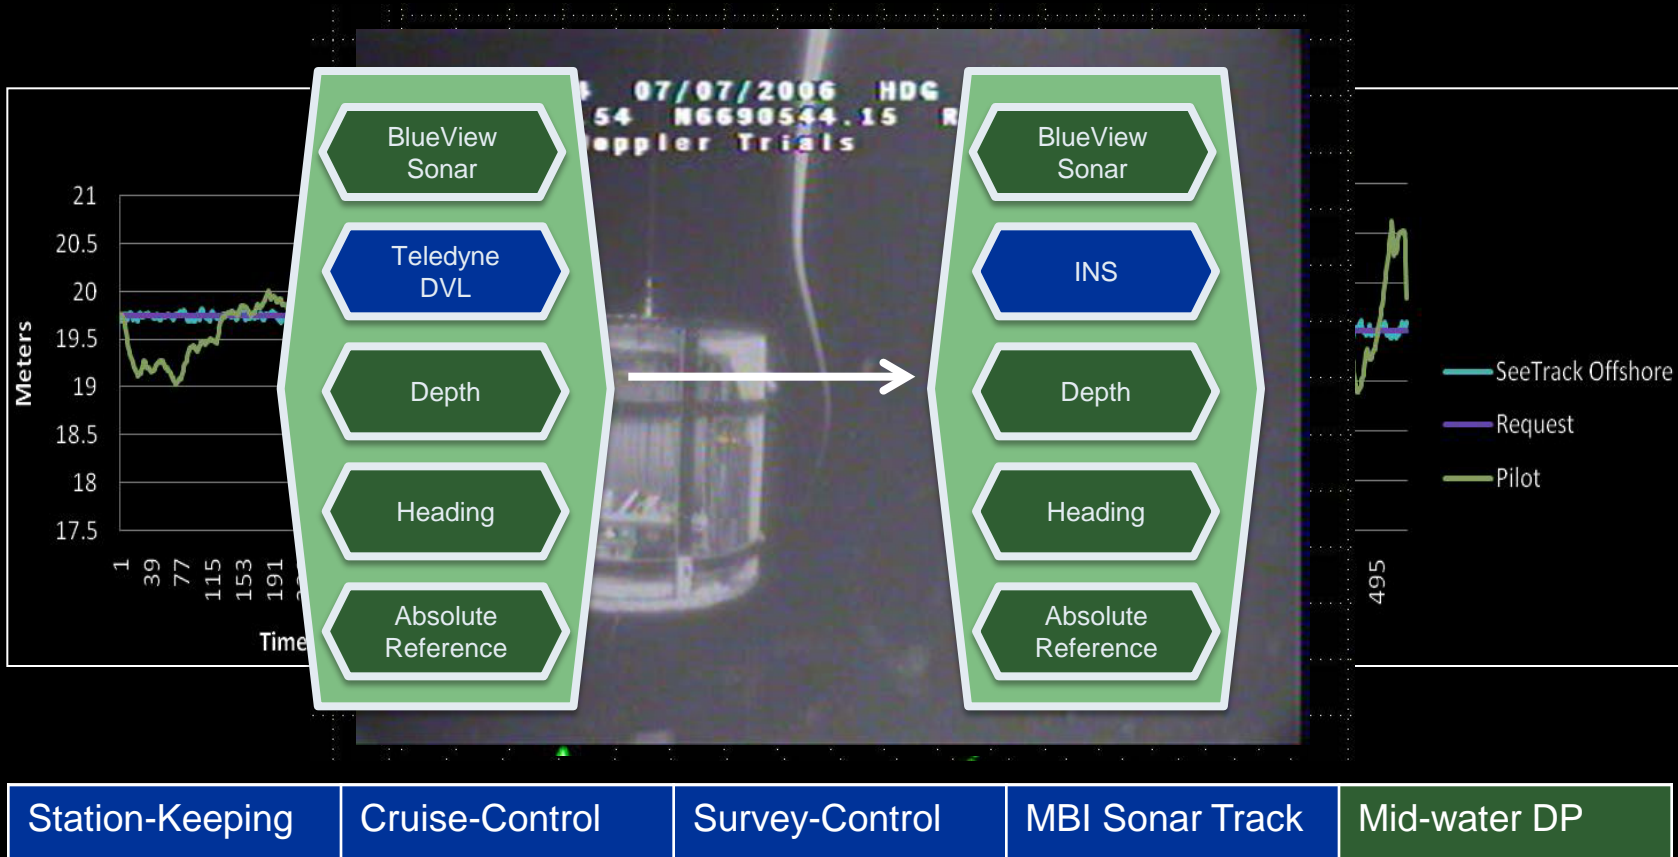 07/07/2006 HDG
54 N6690544.15 R
oppler Trials
BlueView
Sonar
Teledyne
DVL
Depth
Heading
Absolute
Reference
BlueView
Sonar
INS
Depth
Heading
Absolute
Reference
Meters
21
20.5
20
19.5
19
18.5
18
17.5
1
39
77
115
153
191
Time
495
SeeTrack Offshore
Request
Pilot
Station-Keeping
Cruise-Control
Survey-Control
MBI Sonar Track
Mid-water DP